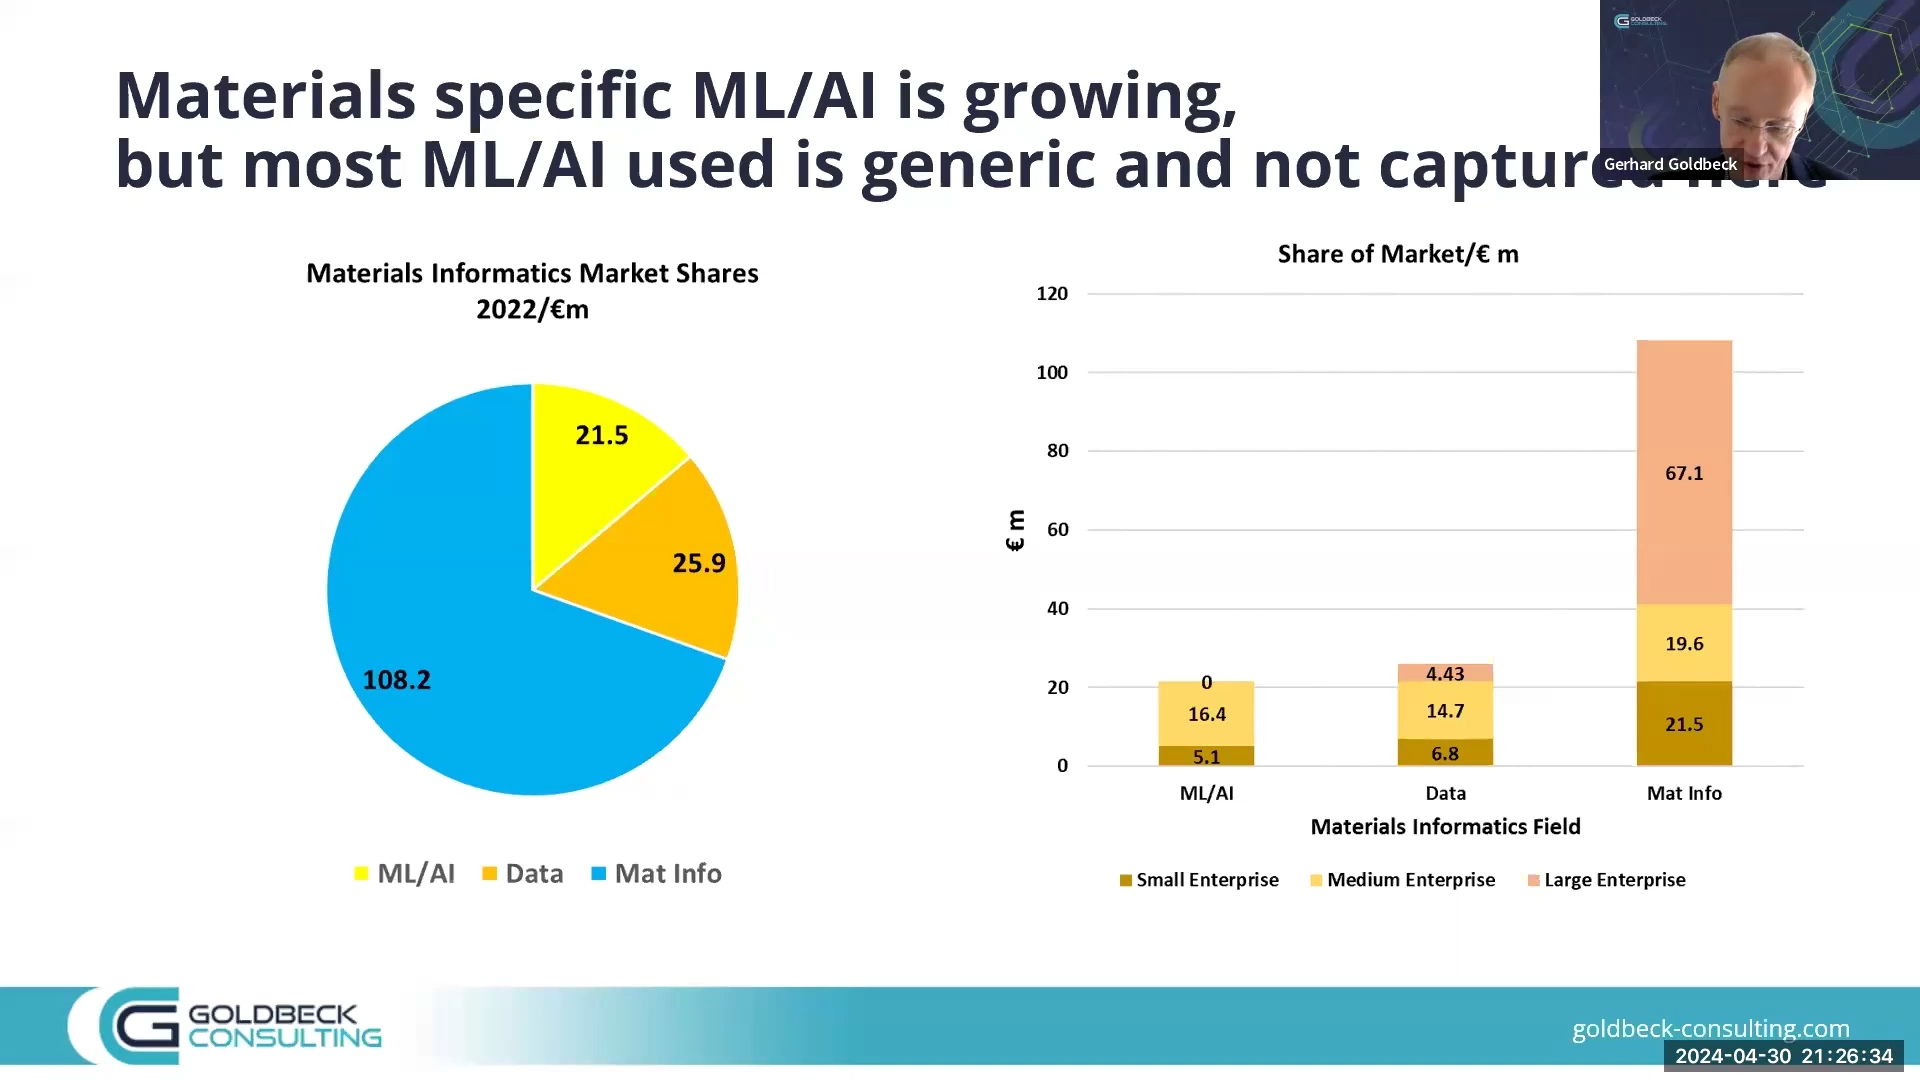 Materials specific ML/AI is growing,
but most ML/AI used is generic and not captured here
GOLDBECK
CONSULTING
Gerhard Goldbeck
Materials Informatics Market Shares
2022/€m
21.5
25.9
108.2
ML/AI Data Mat Info
Share of Market/€ m
120
100
80
60
40
20
0
€ m
0
16.4
5.1
4.43
14.7
6.8
67.1
19.6
21.5
ML/AI Data Mat Info
Materials Informatics Field
Small Enterprise Medium Enterprise Large Enterprise
GOLDBECK
CONSULTING
goldbeck-consulting.com
2024-04-30 21:26:34